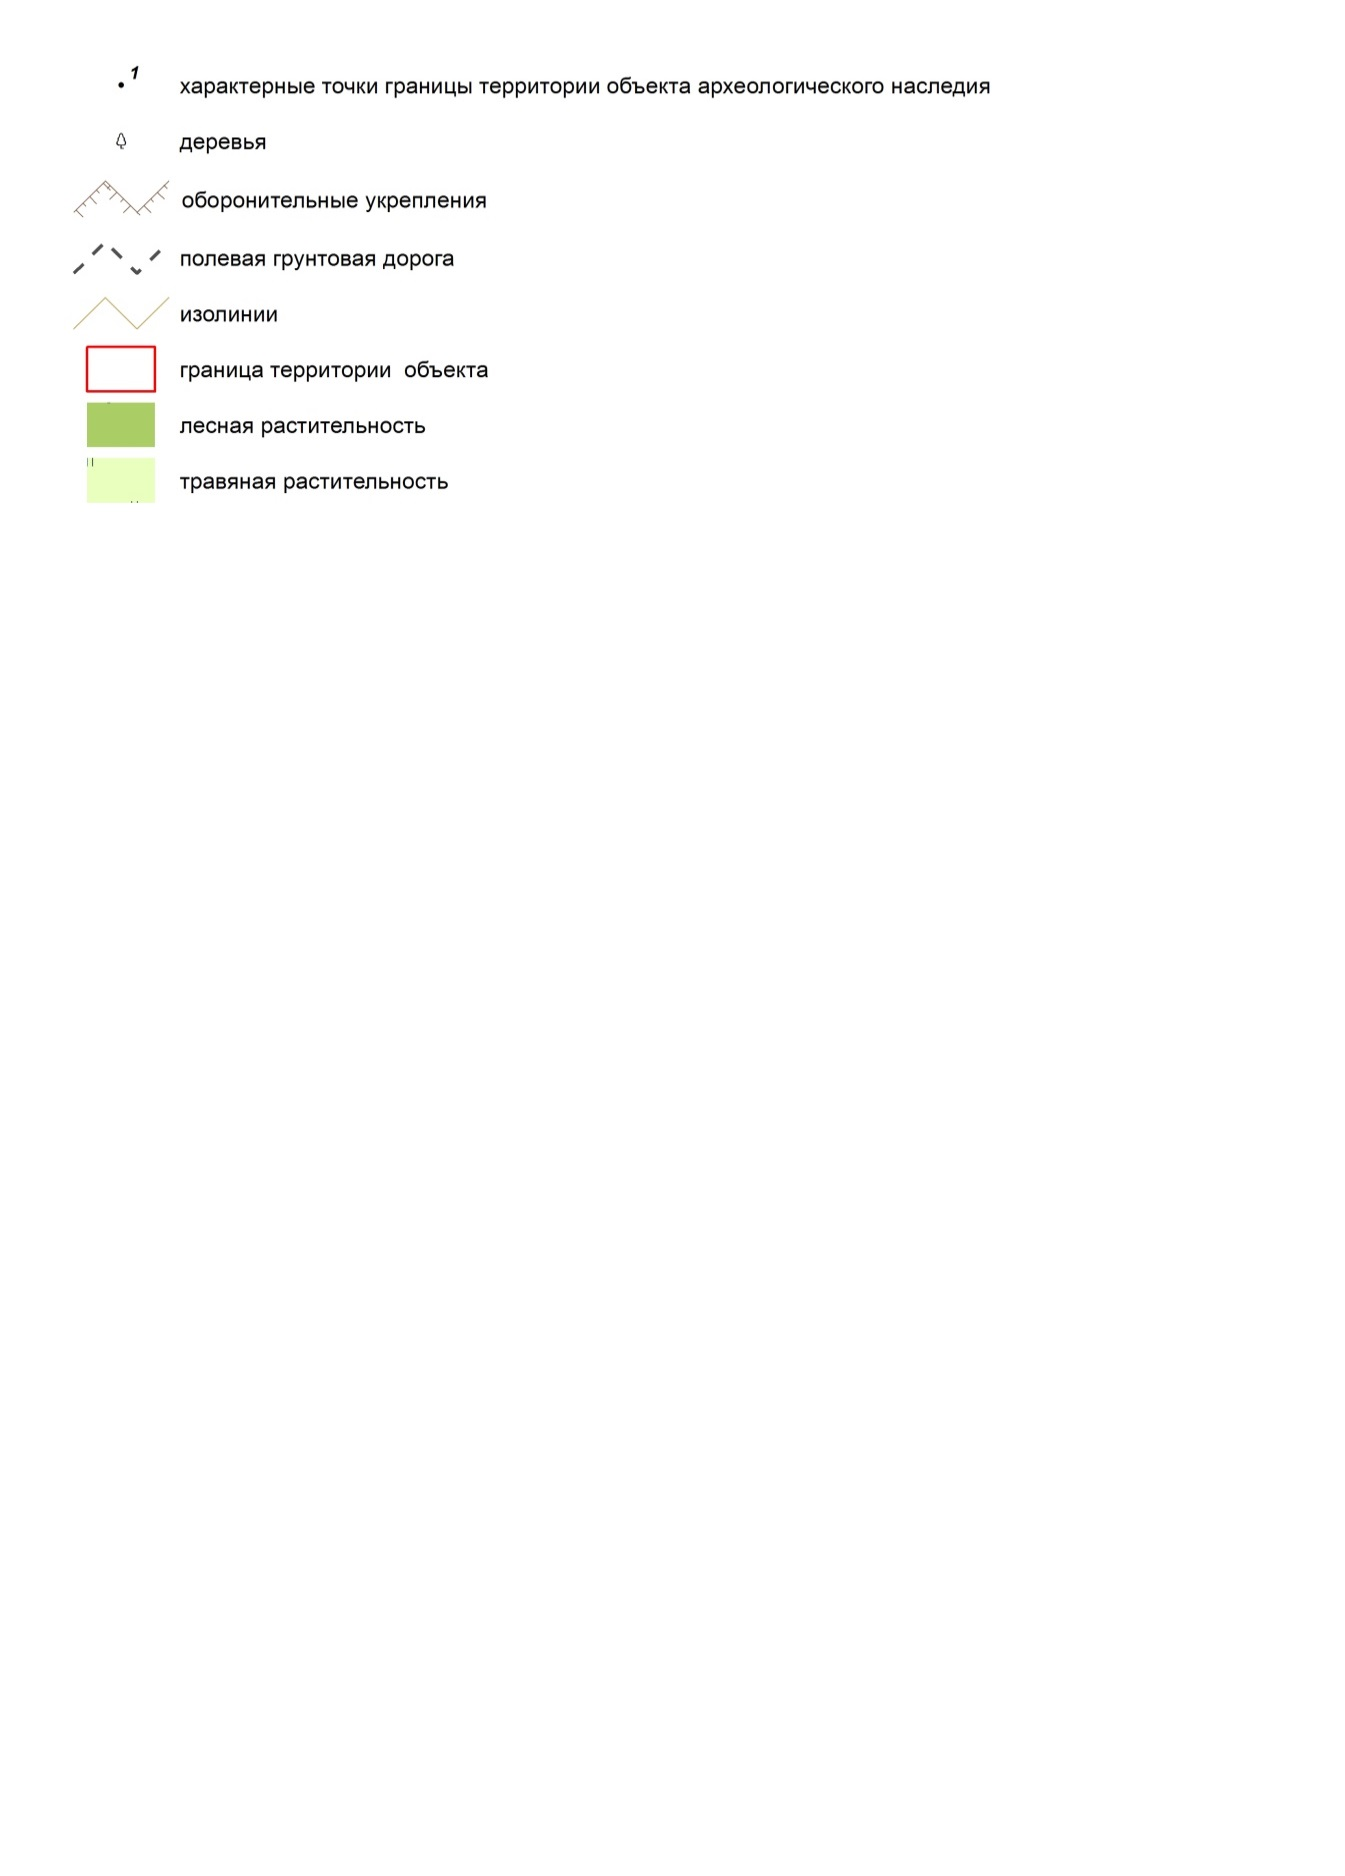 1
характерные точки границы территории объекта археологического наследия
деревья
оборонительные укрепления
полевая грунтовая дорога
изолинии
граница территории  объекта
лесная растительность
травяная растительность